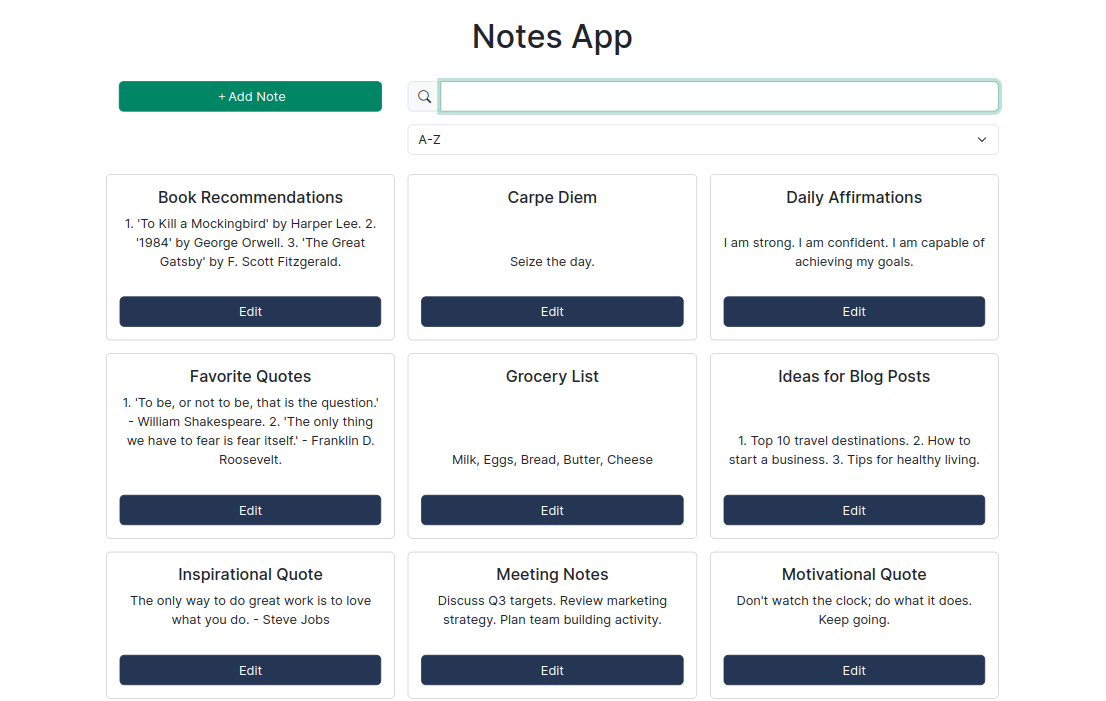 Notes App
+ Add Note
A-Z
Book Recommendations
1. 'To Kill a Mockingbird' by Harper Lee. 2.
'1984' by George Orwell. 3. 'The Great
Gatsby' by F. Scott Fitzgerald.
Edit
Carpe Diem
Seize the day.
Edit
Daily Affirmations
I am strong. I am confident. I am capable of
achieving my goals.
Edit
Favorite Quotes
1. 'To be, or not to be, that is the question.'
- William Shakespeare. 2. 'The only thing
we have to fear is fear itself.' - Franklin D.
Roosevelt.
Edit
Grocery List
Milk, Eggs, Bread, Butter, Cheese
Edit
Ideas for Blog Posts
1. Top 10 travel destinations. 2. How to
start a business. 3. Tips for healthy living.
Edit
Inspirational Quote
The only way to do great work is to love
what you do. - Steve Jobs
Edit
Meeting Notes
Discuss Q3 targets. Review marketing
strategy. Plan team building activity.
Edit
Motivational Quote
Don't watch the clock; do what it does.
Keep going.
Edit